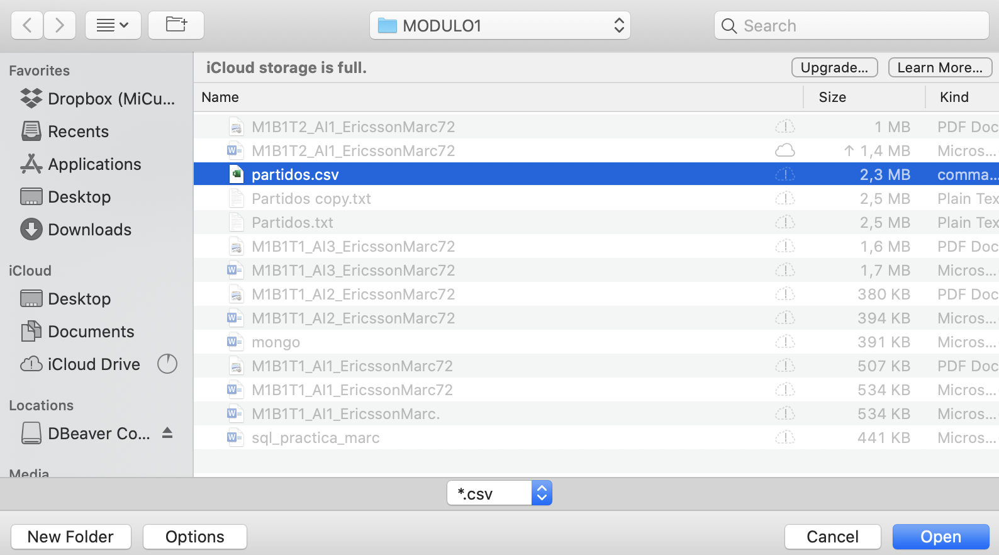 MODULO1
Search
Favorites
Dropbox (MiCu...
Recents
Applications
Desktop
Downloads
iCloud
Desktop
Documents
iCloud Drive
Locations
DBeaver Co...
Media
iCloud storage is full.
Upgrade...
Learn More...
Name Size Kind
M1B1T2_AI1_EricssonMarc72 1 MB PDF Doc
M1B1T2_AI1_EricssonMarc72 ↑ 1,4 MB Micros...
partidos.csv 2,3 MB comma...
Partidos copy.txt 2,5 MB Plain Tex
Partidos.txt 2,5 MB Plain Tex
M1B1T1_AI3_EricssonMarc72 1,6 MB PDF Doc
M1B1T1_AI3_EricssonMarc72 1,7 MB Micros...
M1B1T1_AI2_EricssonMarc72 380 KB PDF Doc
M1B1T1_AI2_EricssonMarc72 394 KB Micros...
mongo 391 KB Micros...
M1B1T1_AI1_EricssonMarc72 507 KB PDF Doc
M1B1T1_AI1_EricssonMarc72 534 KB Micros...
M1B1T1_AI1_EricssonMarc. 534 KB Micros...
sql_practica_marc 441 KB Micros...
*.csv
New Folder
Options
Cancel
Open